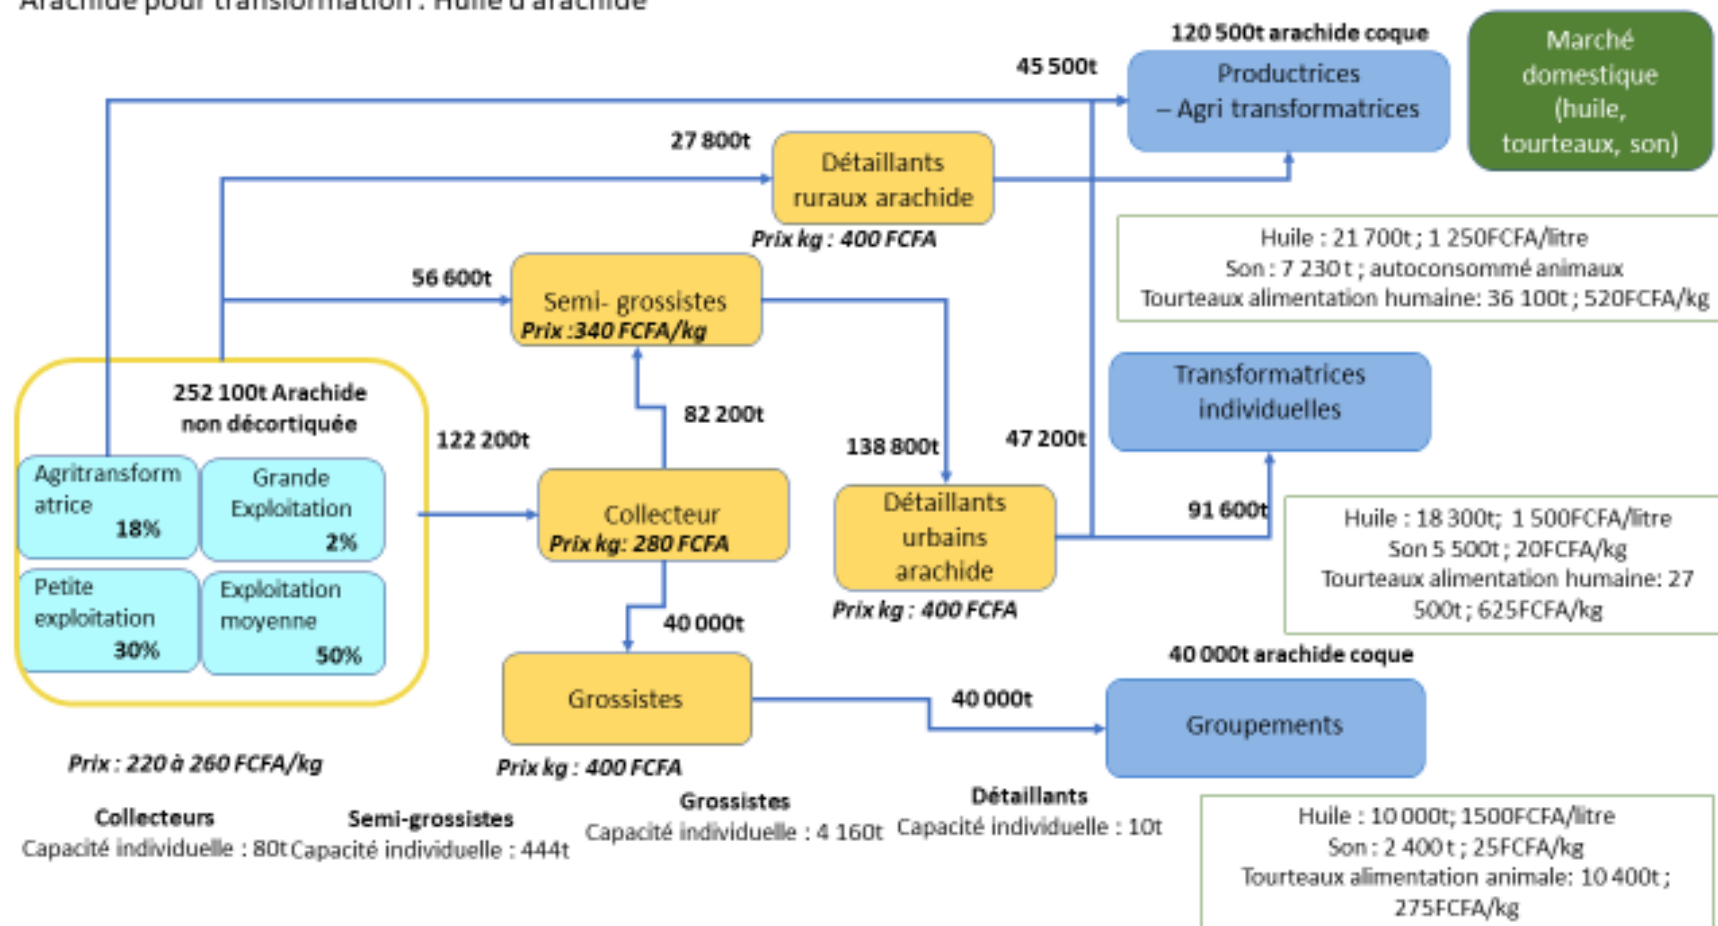 Arachide pour transformation : Huile d'arachide
120 500t arachide coque
Marché
domestique
(huile,
tourteaux, son)
45 500t
Productrices
– Agri transformatrices
27 800t
Détaillants
ruraux arachide
Prix kg : 400 FCFA
Huile : 21 700t ; 1 250FCFA/litre
Son : 7 230 t ; autoconsommé animaux
Tourteaux alimentation humaine: 36 100t ; 520FCFA/kg
56 600t
Semi- grossistes
Prix :340 FCFA/kg
252 100t Arachide
non décortiquée
122 200t
82 200t
138 800t
47 200t
Transformatrices
individuelles
Agritransform
atrice
18%
Grande
Exploitation
2%
Petite
exploitation
30%
Exploitation
moyenne
50%
Collecteur
Prix kg: 280 FCFA
Détaillants
urbains
arachide
Prix kg : 400 FCFA
91 600t
Huile : 18 300t; 1 500FCFA/litre
Son 5 500t ; 20FCFA/kg
Tourteaux alimentation humaine: 27
500t ; 625FCFA/kg
40 000t
Grossistes
Prix kg : 400 FCFA
40 000t
40 000t arachide coque
Groupements
Prix : 220 à 260 FCFA/kg
Collecteurs
Capacité individuelle : 80t
Semi-grossistes
Capacité individuelle : 444t
Grossistes
Capacité individuelle : 4 160t
Détaillants
Capacité individuelle : 10t
Huile : 10 000t; 1500FCFA/litre
Son : 2 400 t ; 25FCFA/kg
Tourteaux alimentation animale: 10 400t ;
275FCFA/kg